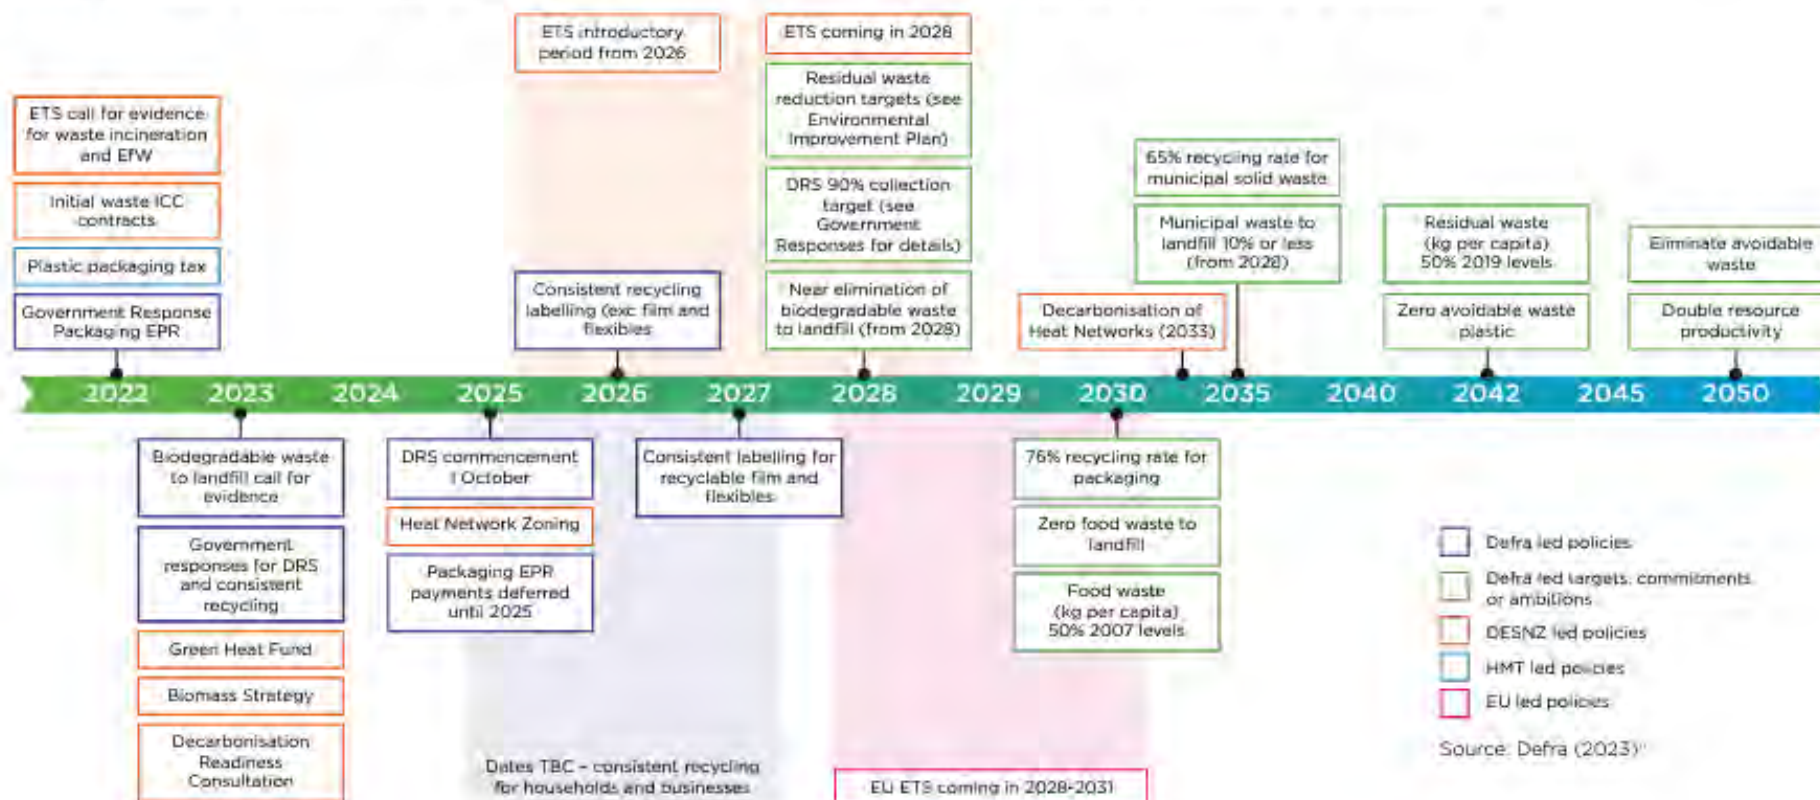 ETS introductory
period from 2026
ETS coming in 2028
Residual waste
reduction targets (see
Environmental
Improvement Plan)
ETS call for evidence
for waste incineration
and EfW
65% recycling rate for
municipal solid waste
DRS 90% collection
target (see
Government
Responses for details)
Initial waste ICC
contracts
Municipal waste to
landfill 10% or less
(from 2028)
Residual waste
(kg per capita)
50% 2019 levels
Eliminate avoidable
waste
Plastic packaging tax
Consistent recycling
labelling (exc film and
flexibles
Near elimination of
biodegradable waste
to landfill (from 2028)
Government Response
Packaging EPR
Decarbonisation of
Heat Networks (2033)
Zero avoidable waste
plastic
Double resource
productivity
2022 2023 2024 2025 2026 2027 2028 2029 2030 2035 2040 2042 2045 2050
Biodegradable waste
to landfill call for
evidence
DRS commencement
1 October
Consistent labelling for
recyclable film and
flexibles
76% recycling rate for
packaging
Heat Network Zoning
Zero food waste to
landfill
Government
responses for DRS
and consistent
recycling
Packaging EPR
payments deferred
until 2025
Food waste
(kg per capita)
50% 2007 levels
Green Heat Fund
Biomass Strategy
Decarbonisation
Readiness
Consultation
Dates TBC – consistent recycling
for households and businesses
EU ETS coming in 2028-2031
Defra led policies
Defra led targets, commitments
or ambitions
DESNZ led policies
HMT led policies
EU led policies
Source: Defra (2023)